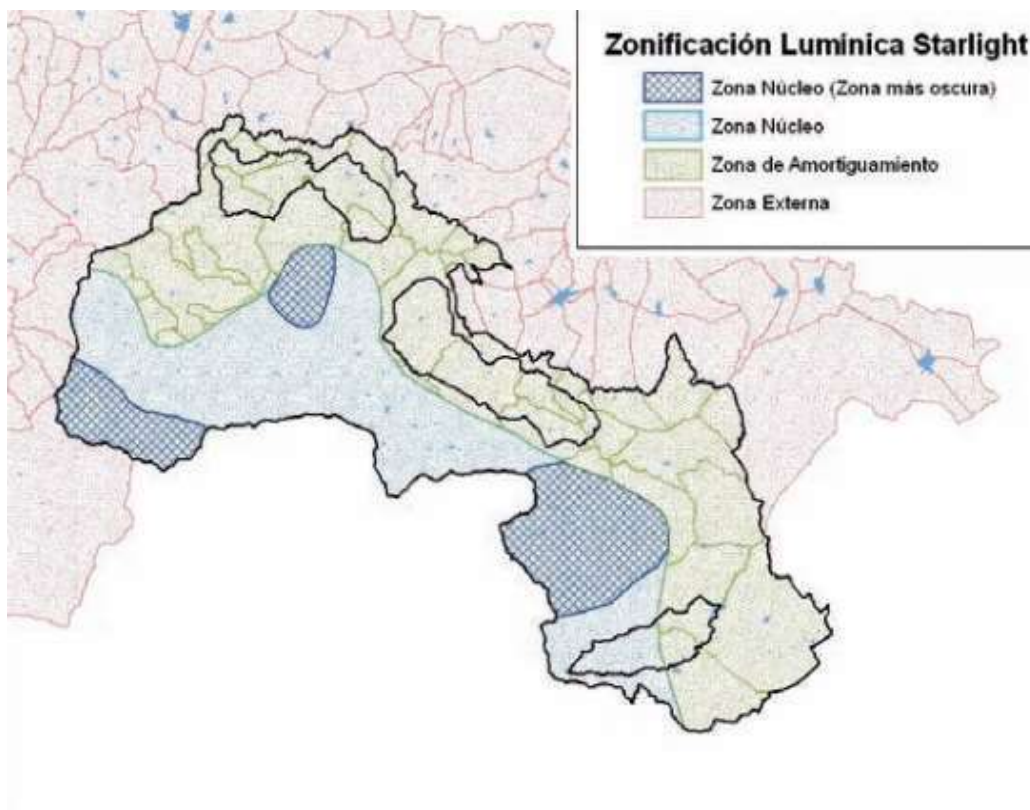 Zonificación Lumínica Starlight
Zona Núcleo (Zona más oscura)
Zona Núcleo
Zona de Amortiguamiento
Zona Externa